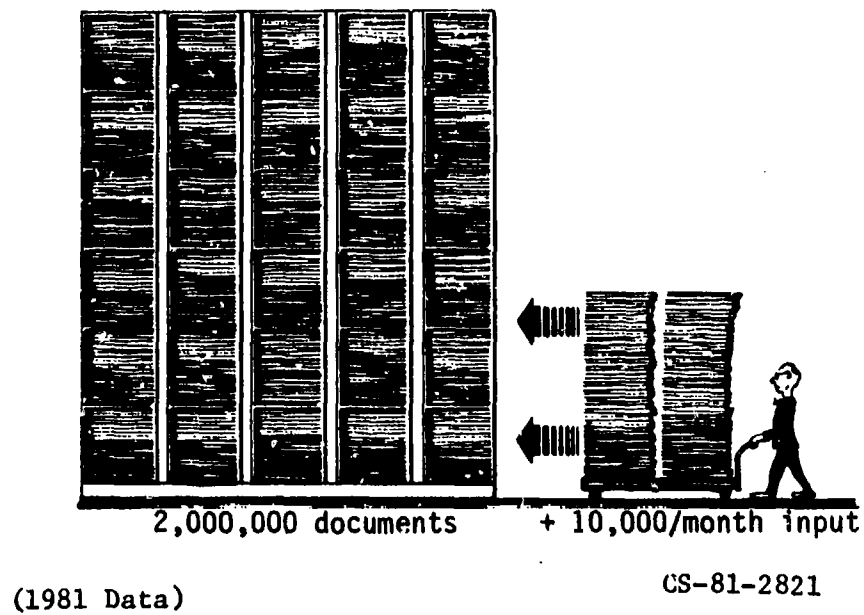 2,000,000 documents + 10,000/month input
CS-81-2821
(1981 Data)